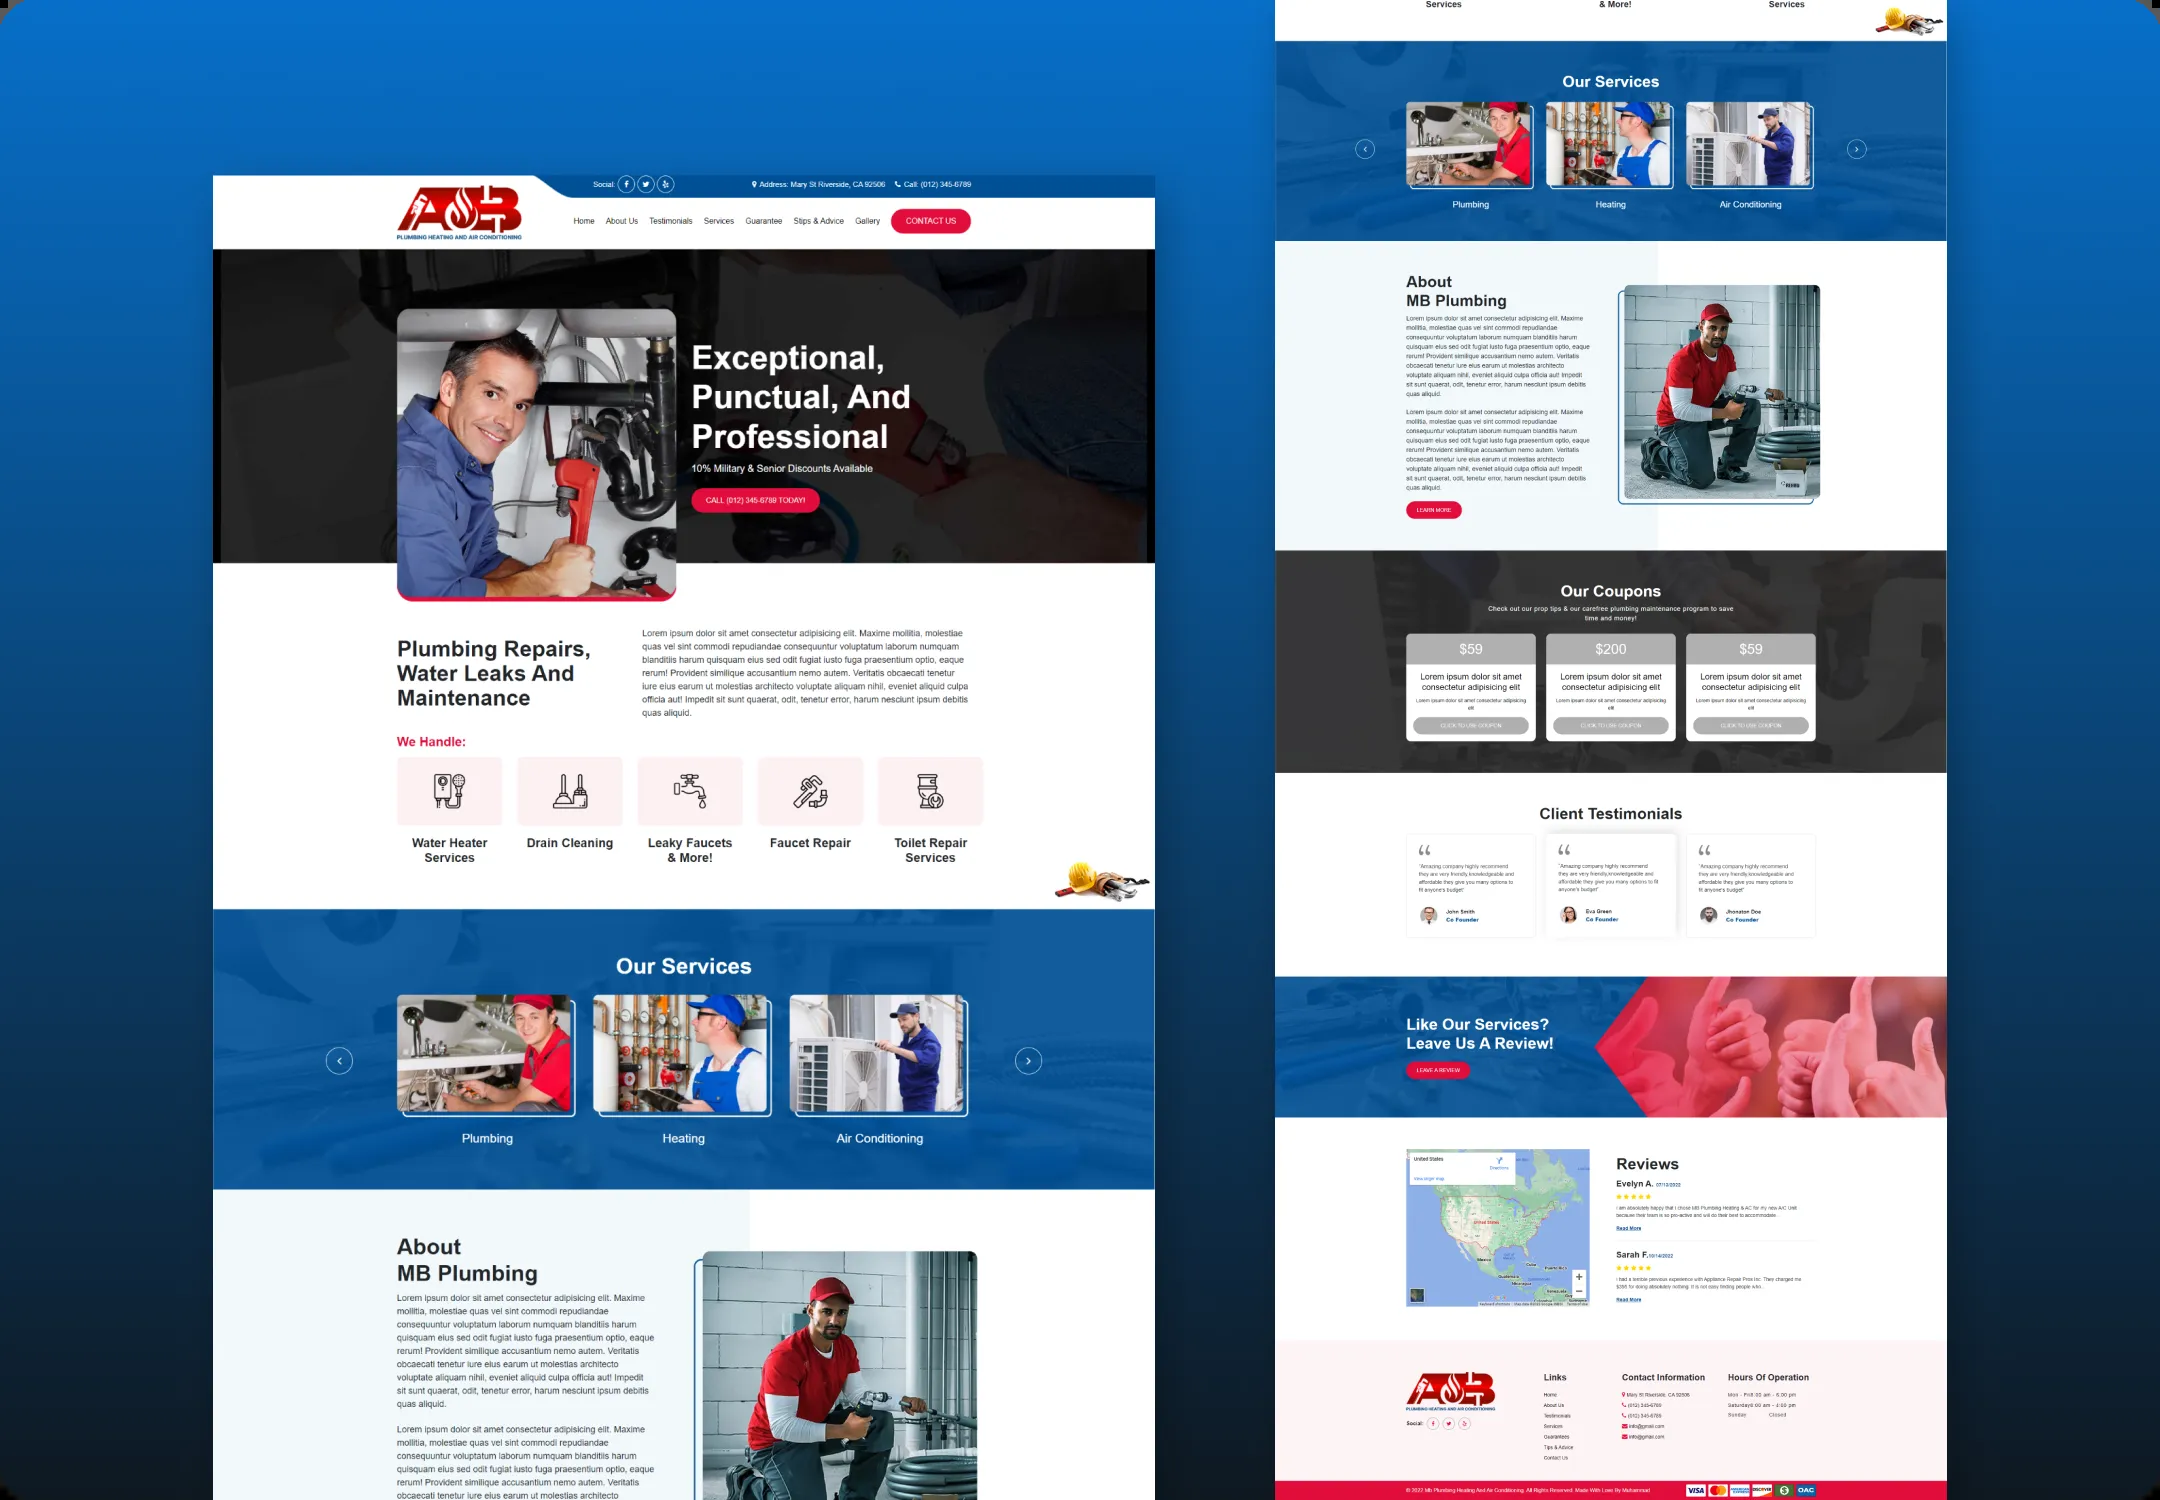 Social:
Address: Mary St Riverside, CA 92506
Call: (012) 345-6789
A&B
PLUMBING HEATING AND AIR CONDITIONING
Home
About Us
Testimonials
Services
Guarantee
Stips & Advice
Gallery
CONTACT US
Exceptional,
Punctual, And
Professional
10% Military & Senior Discounts Available
CALL (012) 345-6789 TODAY!
Plumbing Repairs,
Water Leaks And
Maintenance
Lorem ipsum dolor sit amet consectetur adipisicing elit. Maxime mollitia, molestiae
quas vel sint commodi repudiandae consequuntur voluptatum laborum numquam
blanditiis harum quisquam eius sed odit fugiat iusto fuga praesentium optio, eaque
rerum! Provident similique accusantium nemo autem. Veritatis obcaecati tenetur
iure eius earum ut molestias architecto voluptate aliquam nihil, eveniet aliquid culpa
officia aut! Impedit sit sunt quaerat, odit, tenetur error, harum nesciunt ipsum debitis
quas aliquid.
We Handle:
Water Heater
Services
Drain Cleaning
Leaky Faucets
& More!
Faucet Repair
Toilet Repair
Services
Our Services
Plumbing
Heating
Air Conditioning
About
MB Plumbing
Lorem ipsum dolor sit amet consectetur adipisicing elit. Maxime
mollitia, molestiae quas vel sint commodi repudiandae
consequuntur voluptatum laborum numquam blanditiis harum
quisquam eius sed odit fugiat iusto fuga praesentium optio, eaque
rerum! Provident similique accusantium nemo autem. Veritatis
obcaecati tenetur iure eius earum ut molestias architecto
voluptate aliquam nihil, eveniet aliquid culpa officia aut! Impedit
sit sunt quaerat, odit, tenetur error, harum nesciunt ipsum debitis
quas aliquid.
Lorem ipsum dolor sit amet consectetur adipisicing elit. Maxime
mollitia, molestiae quas vel sint commodi repudiandae
consequuntur voluptatum laborum numquam blanditiis harum
quisquam eius sed odit fugiat iusto fuga praesentium optio, eaque
rerum! Provident similique accusantium nemo autem. Veritatis
obcaecati tenetur iure eius earum ut molestias architecto
voluptate aliquam nihil, eveniet aliquid culpa officia aut! Impedit
Services
& More!
Services
Our Services
Plumbing
Heating
Air Conditioning
About
MB Plumbing
Lorem ipsum dolor sit amet consectetur adipisicing elit. Maxime
mollitia, molestiae quas vel sint commodi repudiandae
consequuntur voluptatum laborum numquam blanditiis harum
quisquam eius sed odit fugiat iusto fuga praesentium optio, eaque
rerum! Provident similique accusantium nemo autem. Veritatis
obcaecati tenetur iure eius earum ut molestias architecto
voluptate aliquam nihil, eveniet aliquid culpa officia aut! Impedit
sit sunt quaerat, odit, tenetur error, harum nesciunt ipsum debitis
quas aliquid.
Lorem ipsum dolor sit amet consectetur adipisicing elit. Maxime
mollitia, molestiae quas vel sint commodi repudiandae
consequuntur voluptatum laborum numquam blanditiis harum
quisquam eius sed odit fugiat iusto fuga praesentium optio, eaque
rerum! Provident similique accusantium nemo autem. Veritatis
obcaecati tenetur iure eius earum ut molestias architecto
voluptate aliquam nihil, eveniet aliquid culpa officia aut! Impedit
sit sunt quaerat, odit, tenetur error, harum nesciunt ipsum debitis
quas aliquid.
LEARN MORE
REHAU
Our Coupons
Check out our prop tips & our carefree plumbing maintenance program to save
time and money!
$59
Lorem ipsum dolor sit amet
consectetur adipisicing elit
Lorem ipsum dolor sit amet consectetur adipisicing
elit
CLICK TO USE COUPON
$200
Lorem ipsum dolor sit amet
consectetur adipisicing elit
Lorem ipsum dolor sit amet consectetur adipisicing
elit
CLICK TO USE COUPON
$59
Lorem ipsum dolor sit amet
consectetur adipisicing elit
Lorem ipsum dolor sit amet consectetur adipisicing
elit
CLICK TO USE COUPON
Client Testimonials
"Amazing company highly recommend
they are very friendly,knowledgeable and
affordable they give you many options to
fit anyone's budget"
John Smith
Co Founder
"Amazing company highly recommend
they are very friendly,knowledgeable and
affordable they give you many options to fit
anyone's budget"
Eva Green
Co Founder
"Amazing company highly recommend
they are very friendly,knowledgeable and
affordable they give you many options to
fit anyone's budget"
Jhonaton Doe
Co Founder
Like Our Services?
Leave Us A Review!
LEAVE A REVIEW
United States
Directions
View larger map
United States
Mexico
Cuba
Puerto Rico
Guatemala
Nicaragua
Venezuela
Colombia
Reviews
Evelyn A. 07/13/2022
I am absolutely happy that I chose MB Plumbing Heating & AC for my new A/C Unit
because their team is so pro-active and will do their best to accommodate
Read More
Sarah F. 10/14/2022
I had a terrible previous experience with Appliance Repair Pros Inc. They charged me
$395 for doing absolutely nothing. It is not easy finding people who...
Read More
A&B
PLUMBING HEATING AND AIR CONDITIONING
Social:
Links
Home
About Us
Testimonials
Services
Guarantees
Tips & Advice
Contact Us
Contact Information
Mary St Riverside, CA 92506
(012) 345-6789
(012) 345-6789
info@gmail.com
info@gmail.com
Hours Of Operation
Mon - Fri8:00 am - 6:00 pm
Saturday8:00 am - 4:00 pm
Sunday Closed
© 2022 Mb Plumbing Heating And Air Conditioning. All Rights Reserved. Made With Love By Muhammad
VISA
AMERICAN EXPRESS
DISCOVER
$
OAC